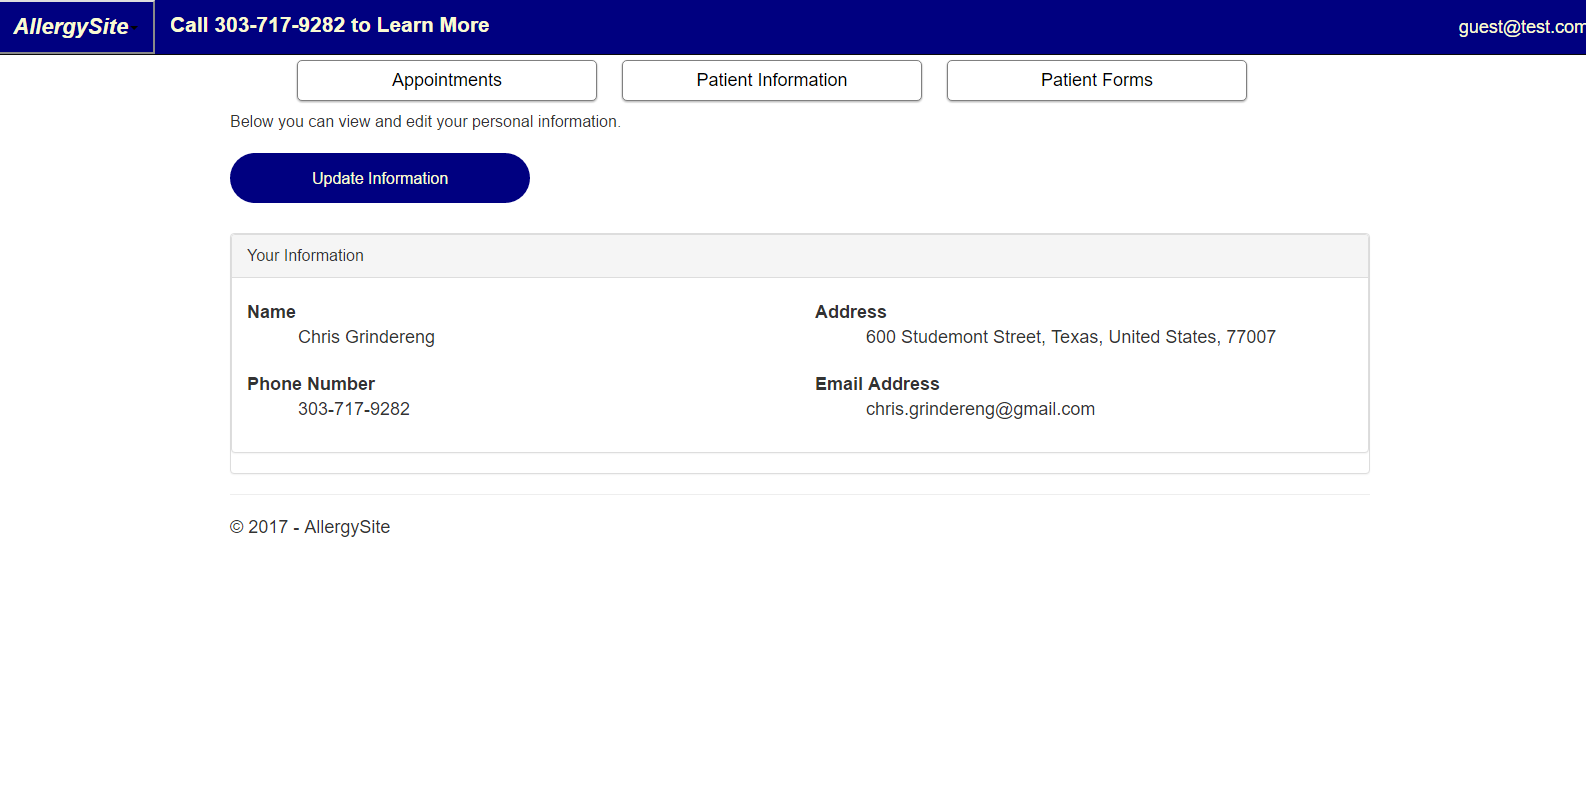 AllergySite
Call 303-717-9282 to Learn More
guest@test.com
Appointments
Patient Information
Patient Forms
Below you can view and edit your personal information.
Update Information
Your Information
Name
Chris Grindereng
Address
600 Studemont Street, Texas, United States, 77007
Phone Number
303-717-9282
Email Address
chris.grindereng@gmail.com
© 2017 - AllergySite